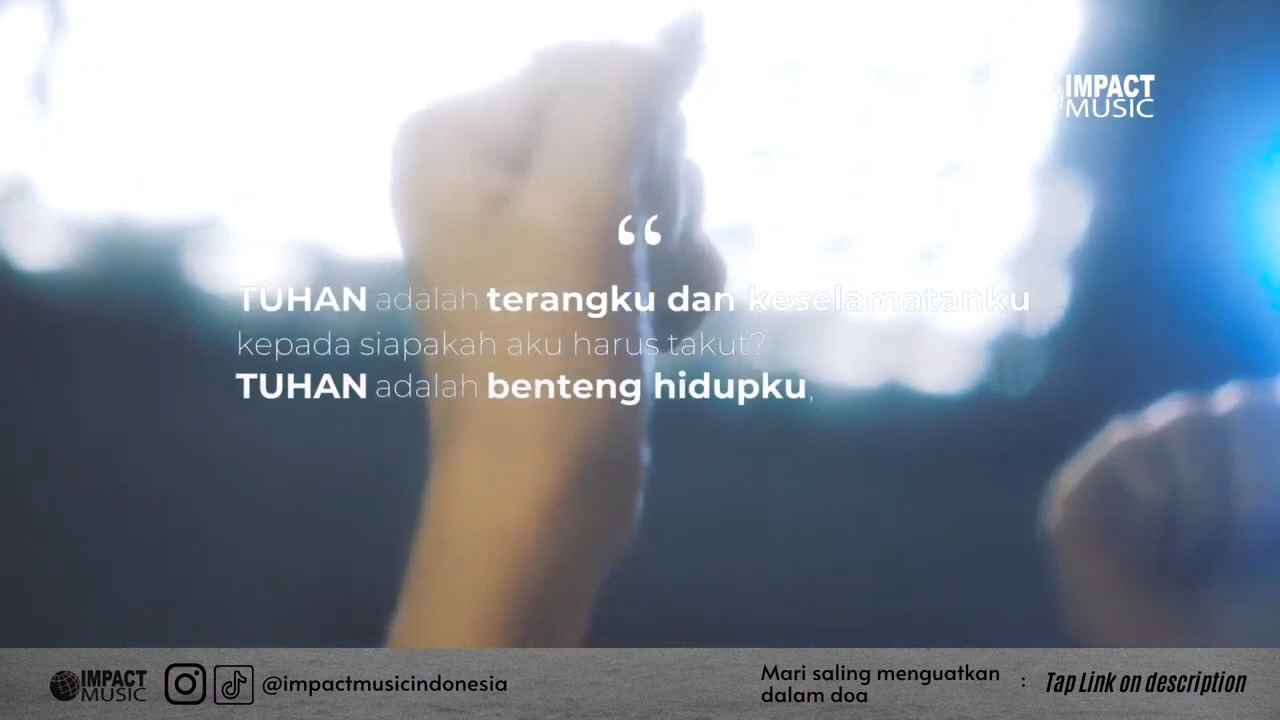 IMPACT
MUSIC
“
TUHAN adalah terangku dan keselamatanku
kepada siapakah aku harus takut?
TUHAN adalah benteng hidupku,
IMPACT
MUSIC
@impactmusicindonesia
Mari saling menguatkan
dalam doa
: Tap Link on description